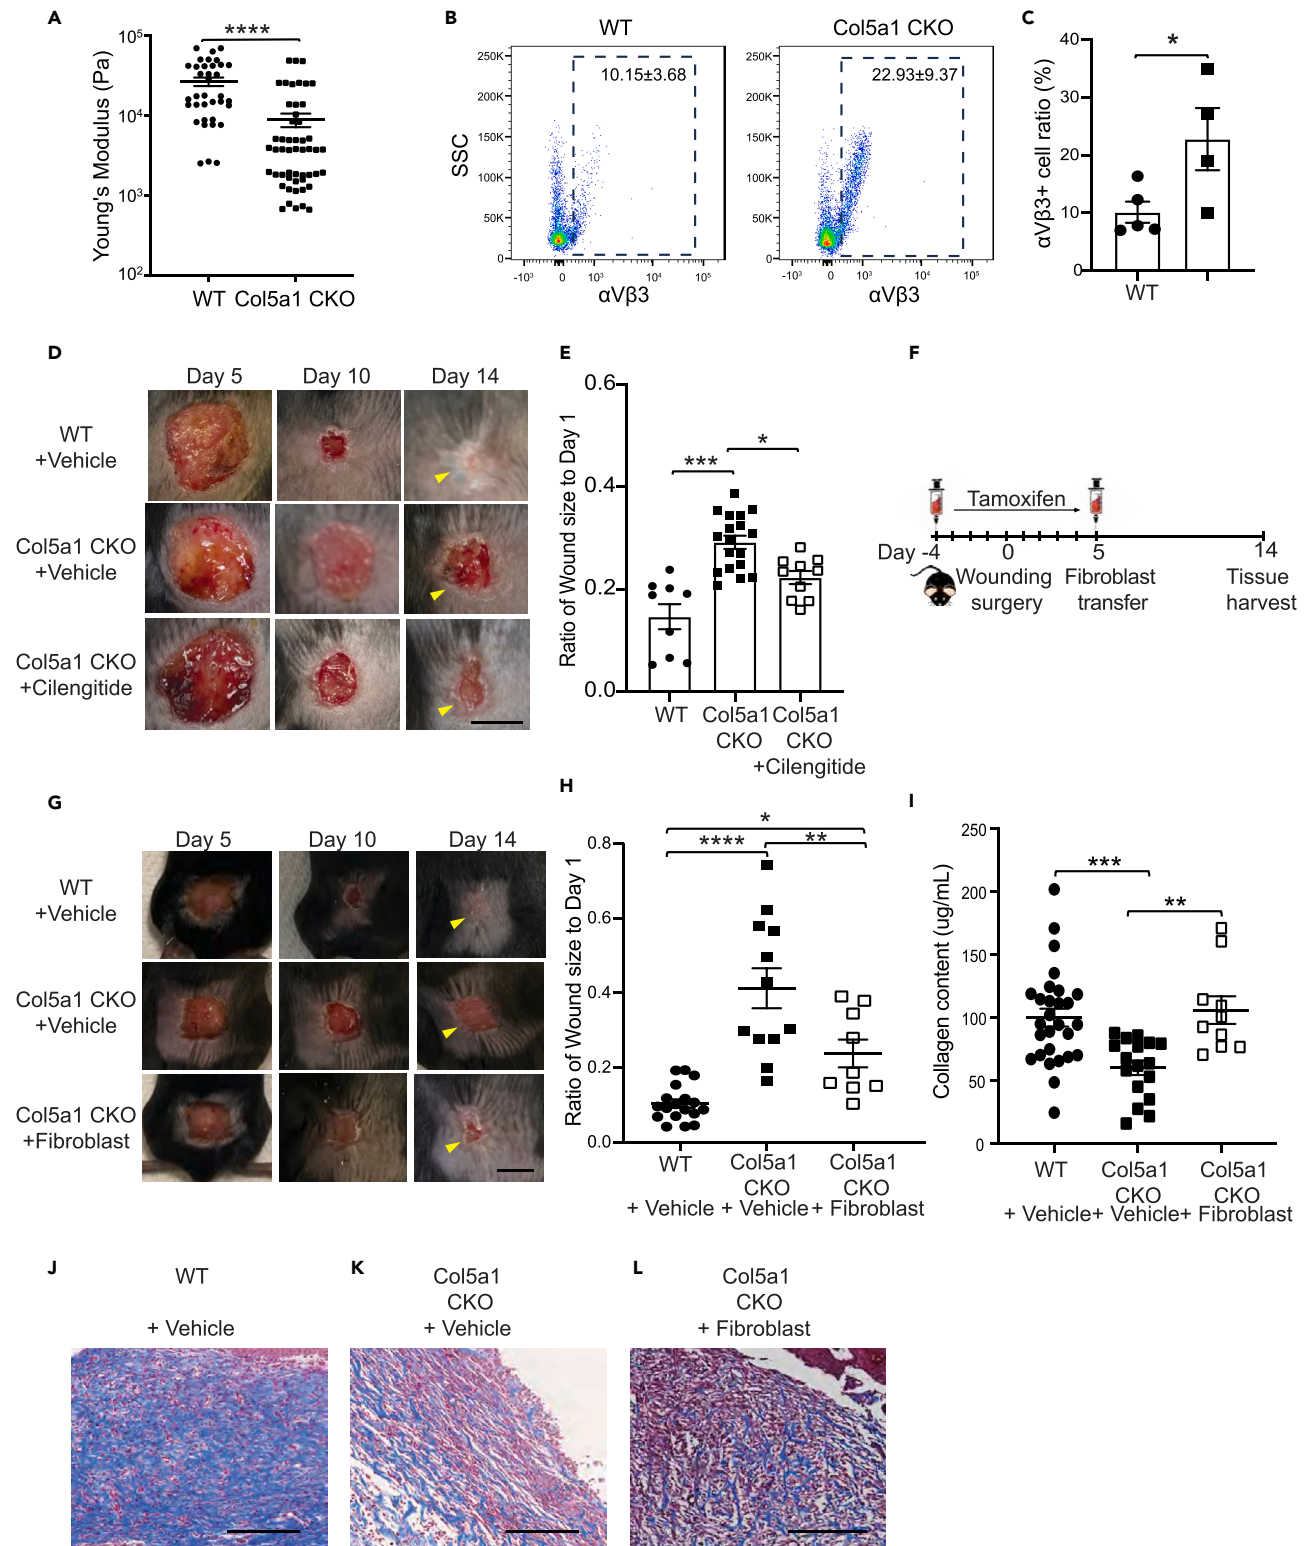 A
Young's Modulus (Pa)
10⁵
10⁴
10³
10²
****
WT
Col5a1 CKO
B
WT
Col5a1 CKO
SSC
250K
200K
150K
100K
50K
0
10.15±3.68
-10³
0
10³
10⁴
10⁵
αVβ3
250K
200K
150K
100K
50K
0
22.93±9.37
-10³
0
10³
10⁴
10⁵
αVβ3
C
αVβ3+ cell ratio (%)
40
30
20
10
0
*
WT
D
Day 5
Day 10
Day 14
WT
+Vehicle
Col5a1 CKO
+Vehicle
Col5a1 CKO
+Cilengitide
E
Ratio of Wound size to Day 1
0.6
0.4
0.2
0.0
***
*
WT
Col5a1
CKO
Col5a1
CKO
+Cilengitide
F
Tamoxifen
Day -4
0
5
14
Wounding
surgery
Fibroblast
transfer
Tissue
harvest
G
Day 5
Day 10
Day 14
WT
+Vehicle
Col5a1 CKO
+Vehicle
Col5a1 CKO
+Fibroblast
H
Ratio of Wound size to Day 1
0.8
0.6
0.4
0.2
0.0
*
****
**
WT
+ Vehicle
Col5a1
CKO
+ Vehicle
Col5a1
CKO
+ Fibroblast
I
Collagen content (ug/mL)
250
200
150
100
50
0
***
**
WT
+ Vehicle
Col5a1
CKO
+ Vehicle
Col5a1
CKO
+ Fibroblast
J
WT
+ Vehicle
K
Col5a1
CKO
+ Vehicle
L
Col5a1
CKO
+ Fibroblast